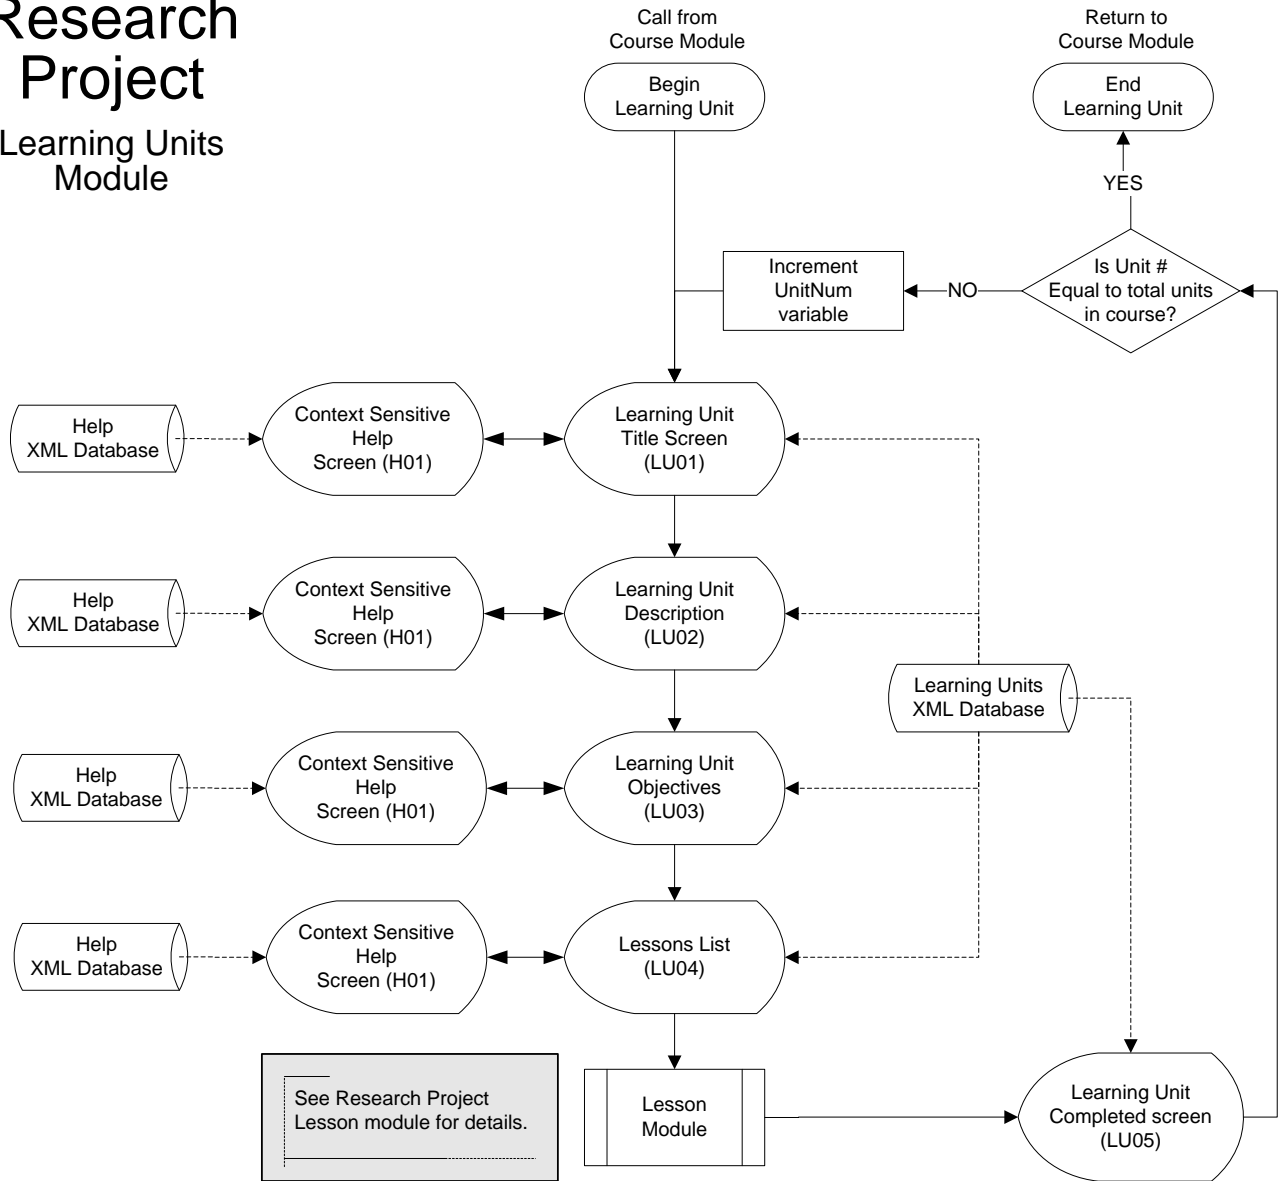 Research
Project
Learning Units
Module
Call from
Course Module
Begin
Learning Unit
Return to
Course Module
End
Learning Unit
YES
Is Unit #
Equal to total units
in course?
NO
Increment
UnitNum
variable
Help
XML Database
Context Sensitive
Help
Screen (H01)
Learning Unit
Title Screen
(LU01)
Help
XML Database
Context Sensitive
Help
Screen (H01)
Learning Unit
Description
(LU02)
Learning Units
XML Database
Help
XML Database
Context Sensitive
Help
Screen (H01)
Learning Unit
Objectives
(LU03)
Help
XML Database
Context Sensitive
Help
Screen (H01)
Lessons List
(LU04)
See Research Project
Lesson module for details.
Lesson
Module
Learning Unit
Completed screen
(LU05)